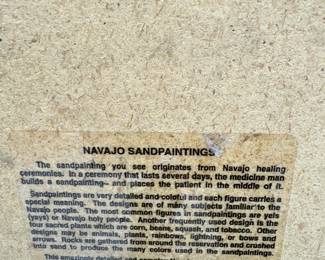 NAVAJO SANDPAINTINGS
The sandpainting you see originates from Navajo healing
ceremonies. In a ceremony that lasts several days, the medicine man
builds a sandpainting- and places the patient in the middle of it.
Sandpaintings are very detailed and coloful and each figure carries a
special meaning. The designs are of many subjects familiar to the
Navajo people. The most common figures in sandpaintings are yeis
(yays) or Navajo holy people. Another frequently used design is the
four sacred plants which are corn, beans, squash, and tobacco. Other
designs may be animals, plants, rainbows, lightning, or bows and
arrows. Rocks are gathered from around the reservation and crushed
into sand to produce the many colors used in the sandpaintings.
This amazingly detailed and